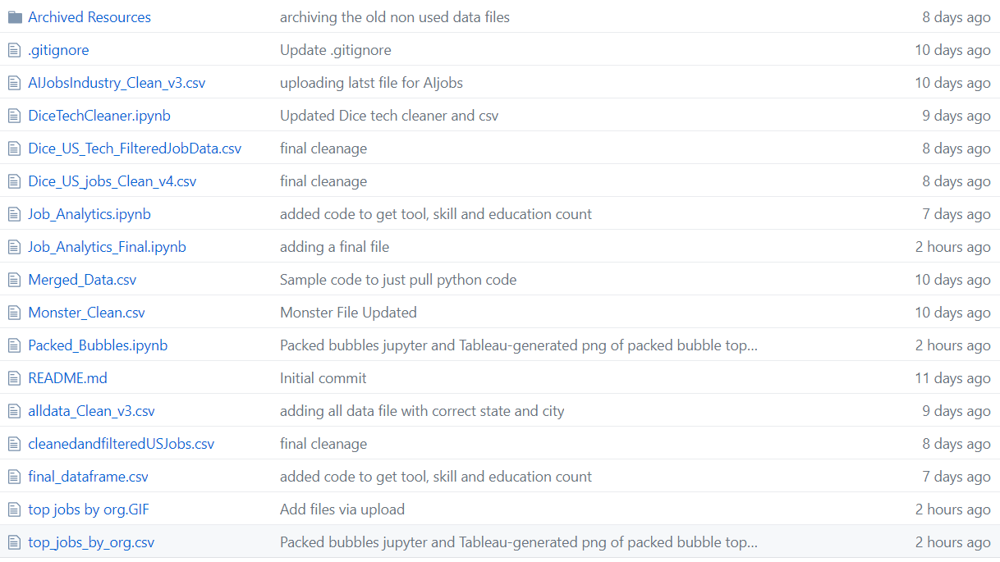 Archived Resources archiving the old non used data files 8 days ago
.gitignore Update .gitignore 10 days ago
AIJobsIndustry_Clean_v3.csv uploading latst file for AIjobs 10 days ago
DiceTechCleaner.ipynb Updated Dice tech cleaner and csv 9 days ago
Dice_US_Tech_FilteredJobData.csv final cleanage 8 days ago
Dice_US_jobs_Clean_v4.csv final cleanage 8 days ago
Job_Analytics.ipynb added code to get tool, skill and education count 7 days ago
Job_Analytics_Final.ipynb adding a final file 2 hours ago
Merged_Data.csv Sample code to just pull python code 10 days ago
Monster_Clean.csv Monster File Updated 10 days ago
Packed_Bubbles.ipynb Packed bubbles jupyter and Tableau-generated png of packed bubble top... 2 hours ago
README.md Initial commit 11 days ago
alldata_Clean_v3.csv adding all data file with correct state and city 9 days ago
cleanedandfilteredUSJobs.csv final cleanage 8 days ago
final_dataframe.csv added code to get tool, skill and education count 7 days ago
top jobs by org.GIF Add files via upload 2 hours ago
top_jobs_by_org.csv Packed bubbles jupyter and Tableau-generated png of packed bubble top... 2 hours ago